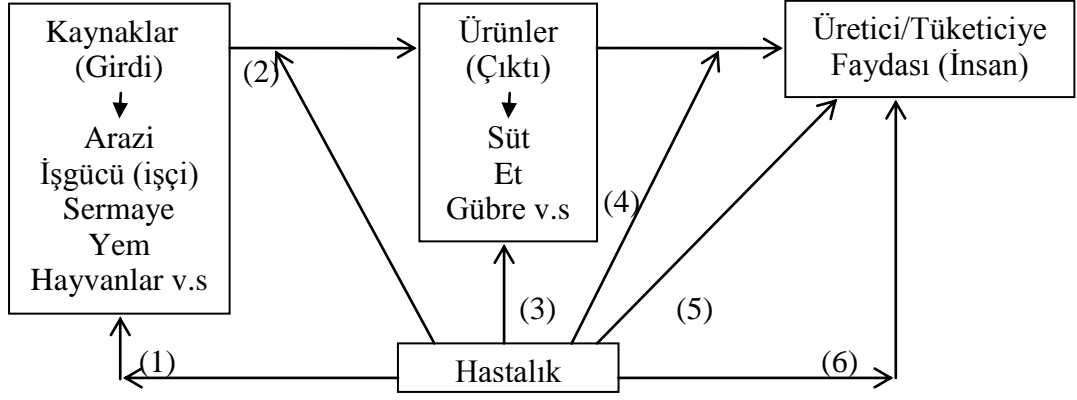 Kaynaklar
(Girdi)
Arazi
İşgücü (işçi)
Sermaye
Yem
Hayvanlar v.s
(2)
Ürünler
(Çıktı)
Süt
Et
Gübre v.s
(4)
Üretici/Tüketiciye
Faydası (İnsan)
(3)
(5)
(1)
Hastalık
(6)